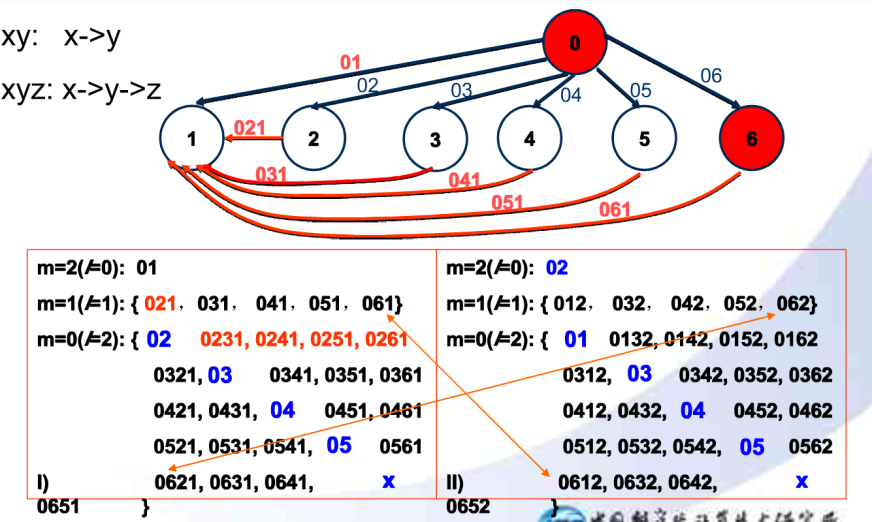 xy: x->y
xyz: x->y->z
0
01
02
03
04
05
06
1
2
3
4
5
6
021
031
041
051
061
m=2(l=0): 01
m=1(l=1): { 021, 031, 041, 051, 061}
m=0(l=2): { 02 0231, 0241, 0251, 0261
0321, 03 0341, 0351, 0361
0421, 0431, 04 0451, 0461
0521, 0531, 0541, 05 0561
I) 0621, 0631, 0641, x
0651 }
m=2(l=0): 02
m=1(l=1): { 012, 032, 042, 052, 062}
m=0(l=2): { 01 0132, 0142, 0152, 0162
0312, 03 0342, 0352, 0362
0412, 0432, 04 0452, 0462
0512, 0532, 0542, 05 0562
II) 0612, 0632, 0642, x
0652 }